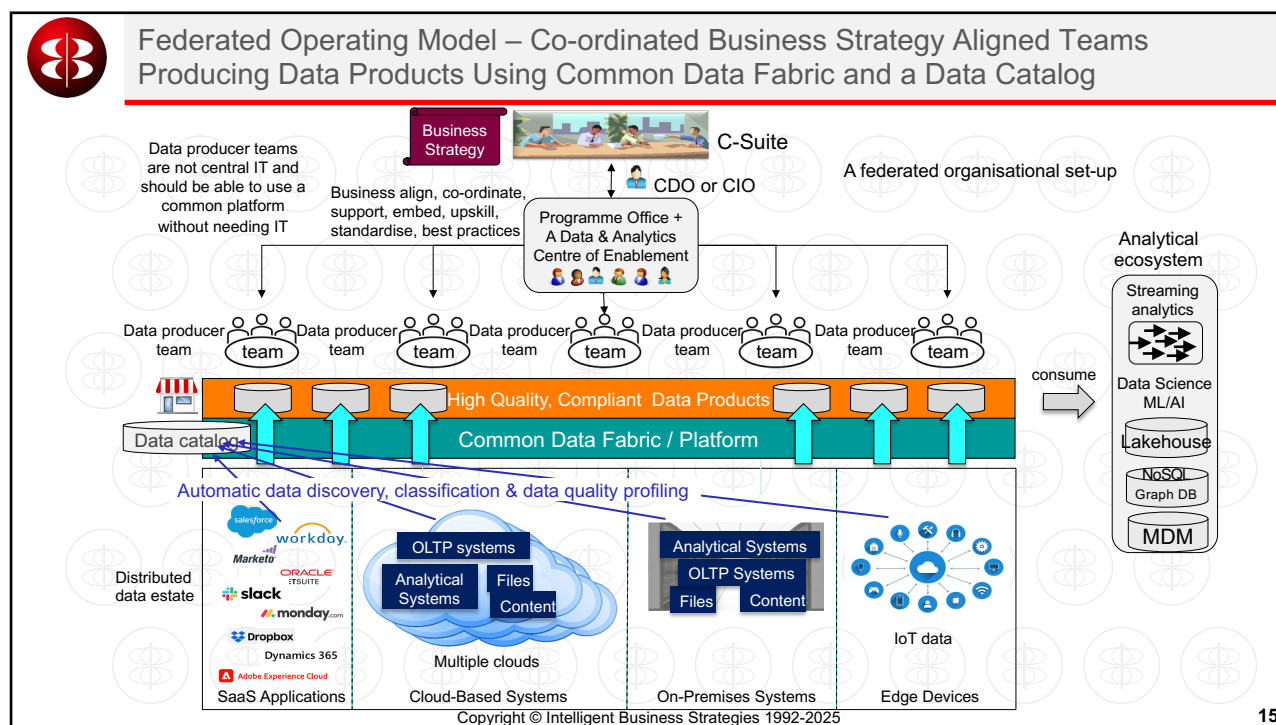 Federated Operating Model – Co-ordinated Business Strategy Aligned Teams
Producing Data Products Using Common Data Fabric and a Data Catalog
Data producer teams
are not central IT and
should be able to use a
common platform
without needing IT
Business
Strategy
C-Suite
CDO or CIO
A federated organisational set-up
Business align, co-ordinate,
support, embed, upskill,
standardise, best practices
Programme Office +
A Data & Analytics
Centre of Enablement
Data producer
team
team
Data producer
team
team
Data producer
team
team
Data producer
team
team
Data producer
team
team
High Quality, Compliant Data Products
Data catalog
Common Data Fabric / Platform
consume
Analytical
ecosystem
Streaming
analytics
Data Science
ML/AI
Lakehouse
NoSQL
Graph DB
MDM
Automatic data discovery, classification & data quality profiling
Distributed
data estate
salesforce
workday.
Marketo
ORACLE
ETSUITE
slack
monday.com
Dropbox
Dynamics 365
Adobe Experience Cloud
SaaS Applications
OLTP systems
Analytical
Systems
Files
Content
Multiple clouds
Cloud-Based Systems
Analytical Systems
OLTP Systems
Files
Content
On-Premises Systems
IoT data
Edge Devices
Copyright © Intelligent Business Strategies 1992-2025
15